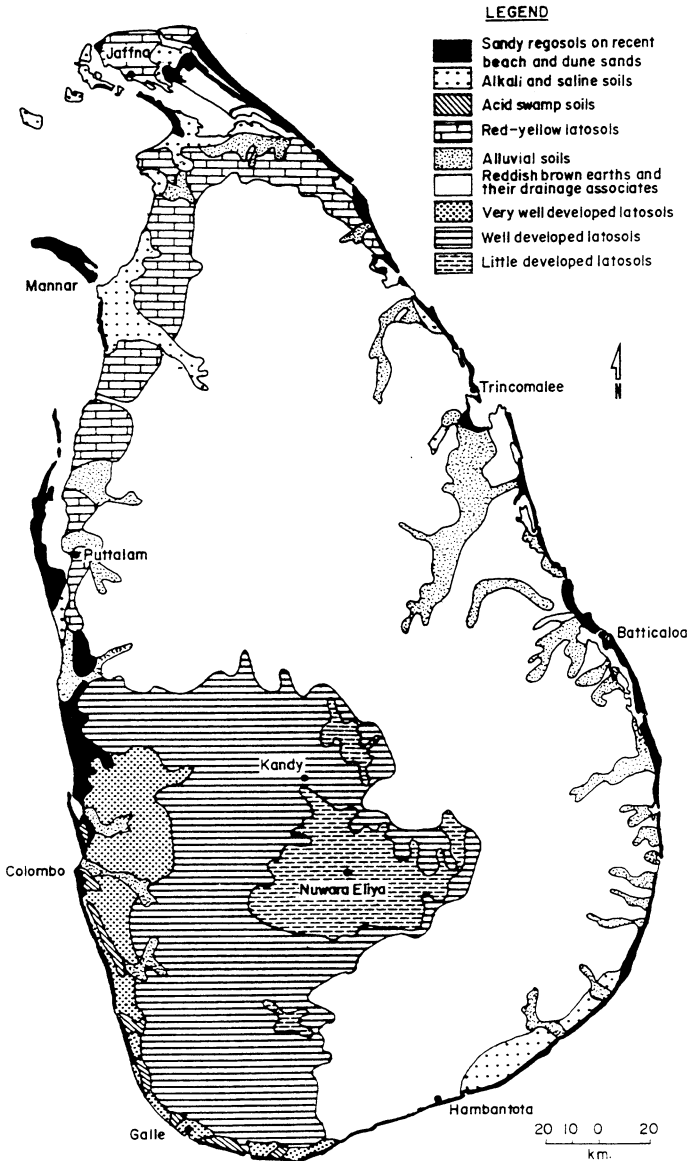 LEGEND
Sandy regosols on recent
beach and dune sands
Alkali and saline soils
Acid swamp soils
Red-yellow latosols
Alluvial soils
Reddish brown earths and
their drainage associates
Very well developed latosols
Well developed latosols
Little developed latosols
Jaffna
Mannar
N
Trincomalee
Puttalam
Batticaloa
Kandy
Colombo
Nuwara Eliya
Hambantota
Galle
20 10 0 20
km.